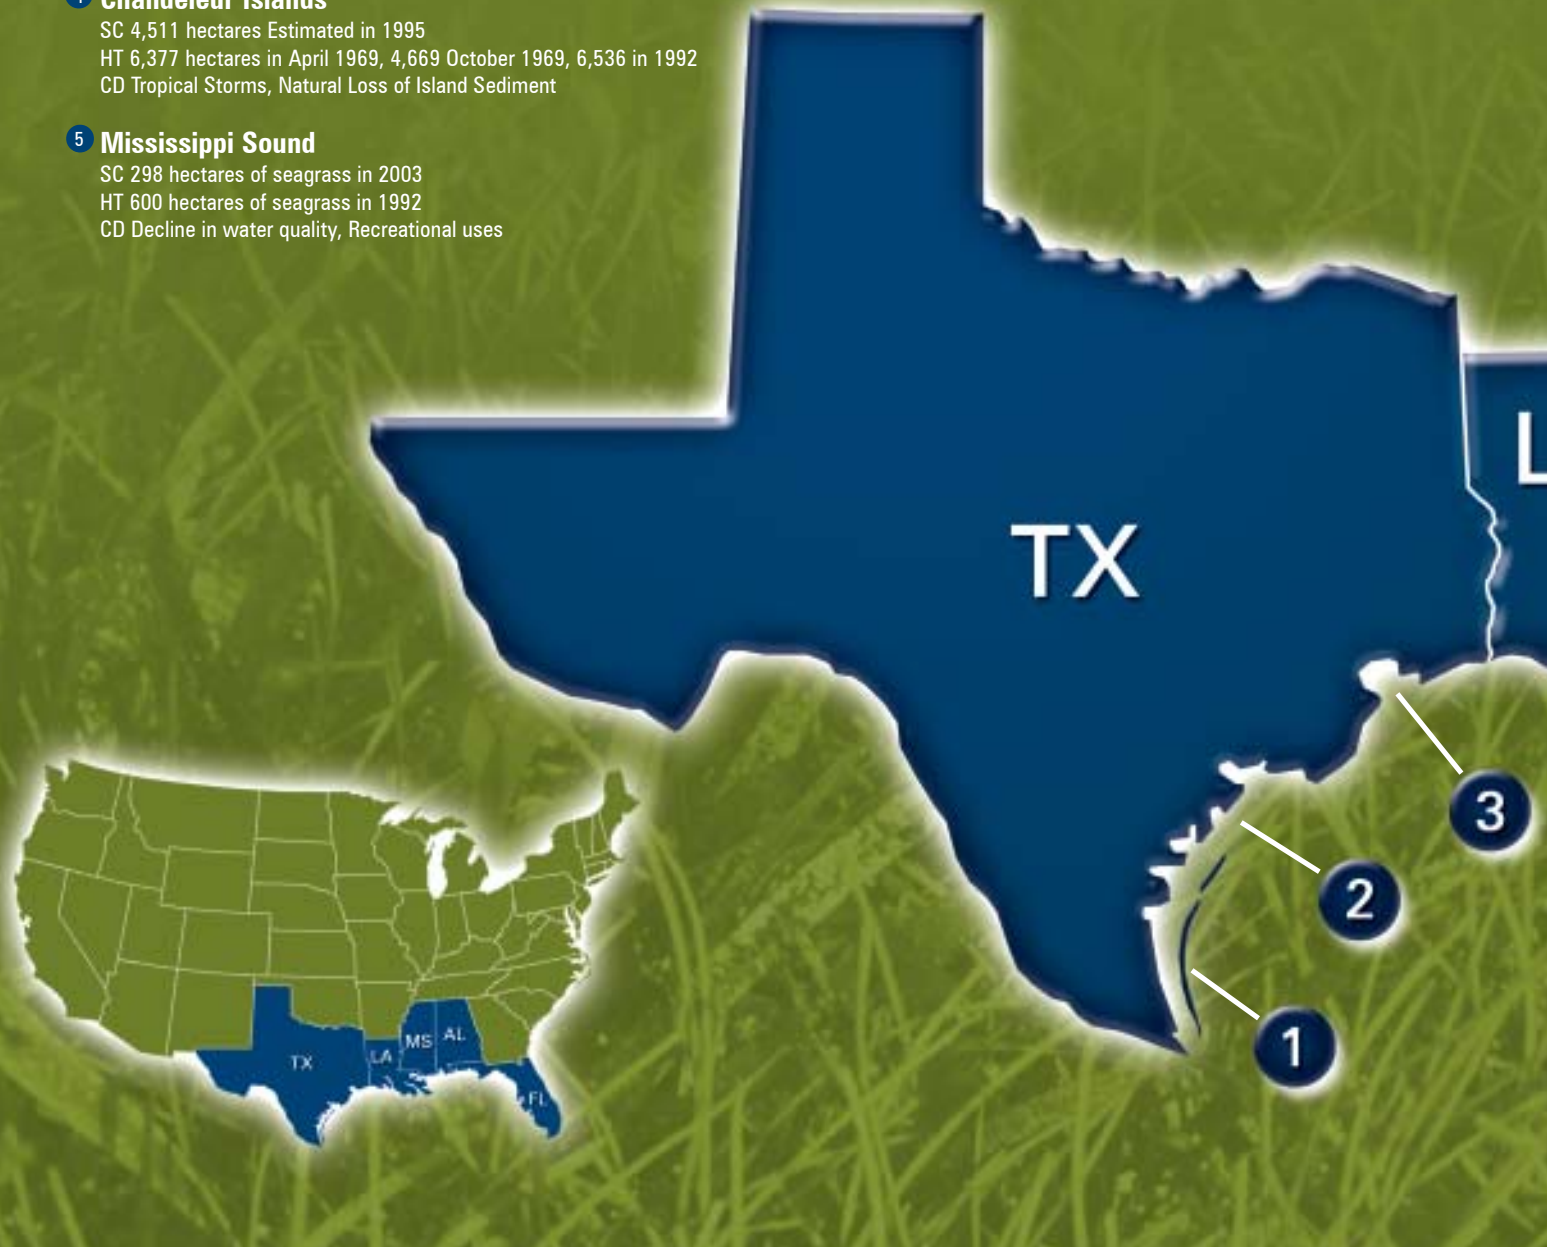 4 Chandeleur Islands
SC 4,511 hectares Estimated in 1995
HT 6,377 hectares in April 1969, 4,669 October 1969, 6,536 in 1992
CD Tropical Storms, Natural Loss of Island Sediment
5 Mississippi Sound
SC 298 hectares of seagrass in 2003
HT 600 hectares of seagrass in 1992
CD Decline in water quality, Recreational uses
L
TX
3
2
1
TX
LA
MS
AL
FL